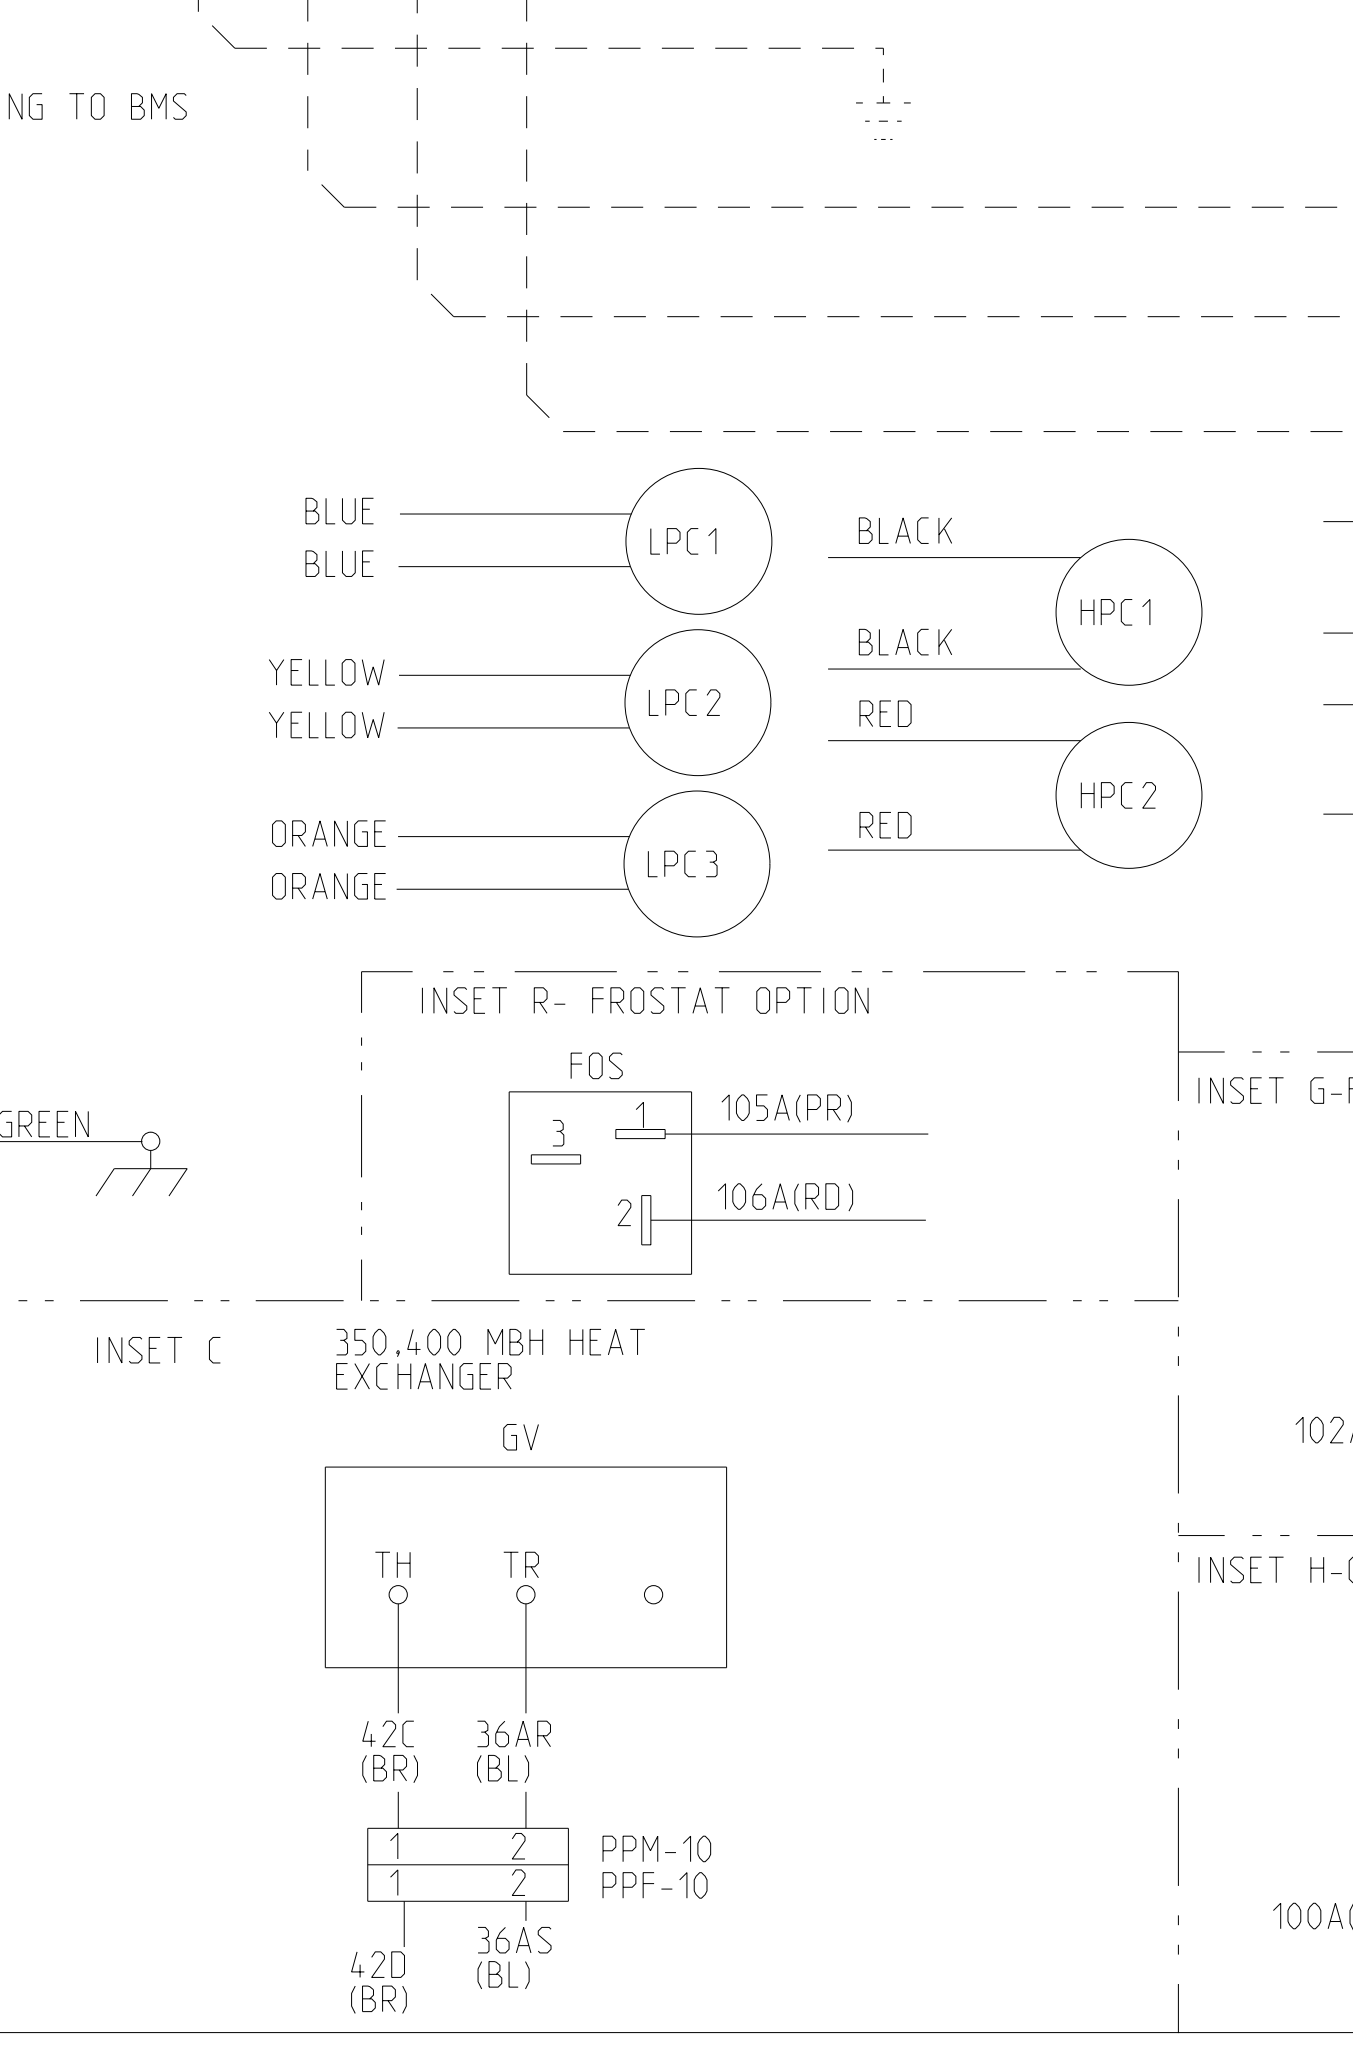 NG TO BMS
BLUE
BLUE
LPC1
BLACK
BLACK
HPC1
YELLOW
YELLOW
LPC2
RED
RED
HPC2
ORANGE
ORANGE
LPC3
INSET R- FROSTAT OPTION
FOS
1
3
2
105A(PR)
106A(RD)
GREEN
INSET G-
INSET C
350,400 MBH HEAT
EXCHANGER
GV
TH
TR
102
INSET H-
42C
(BR)
36AR
(BL)
1 2
PPM-10
1 2
PPF-10
100A(
42D
(BR)
36AS
(BL)